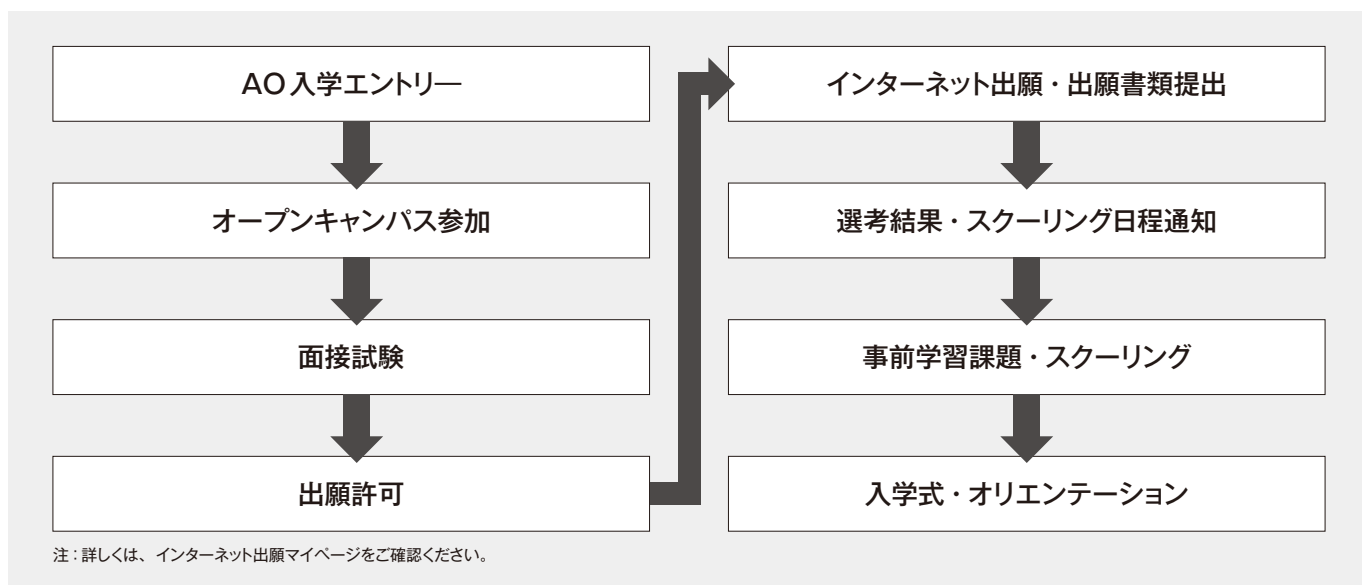 AO入学エントリー
オープンキャンパス参加
面接試験
出願許可
インターネット出願・出願書類提出
選考結果・スクーリング日程通知
事前学習課題・スクーリング
入学式・オリエンテーション
注：詳しくは、インターネット出願マイページをご確認ください。